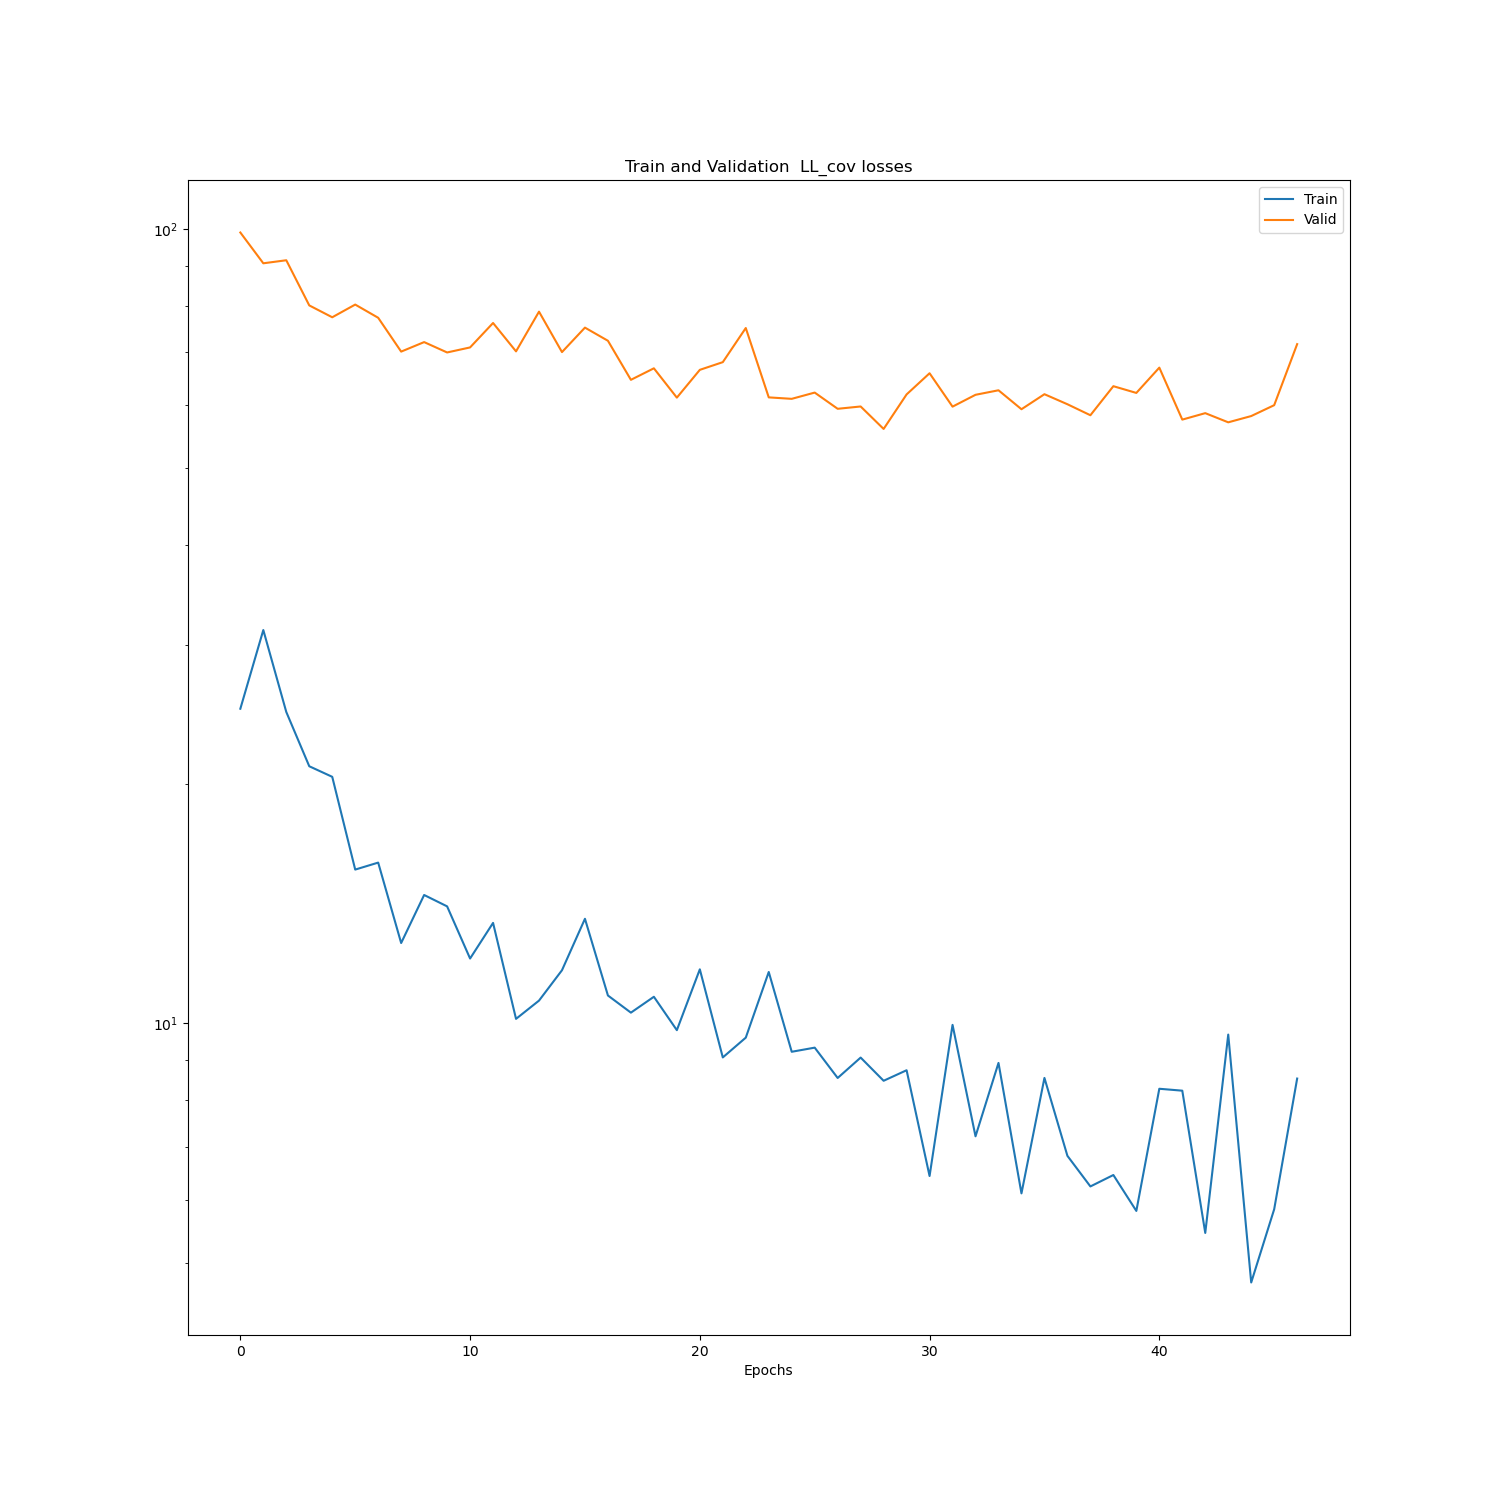 Train and Validation  LL_cov losses
Train
Valid
10²
10¹
0 10 20 30 40
Epochs